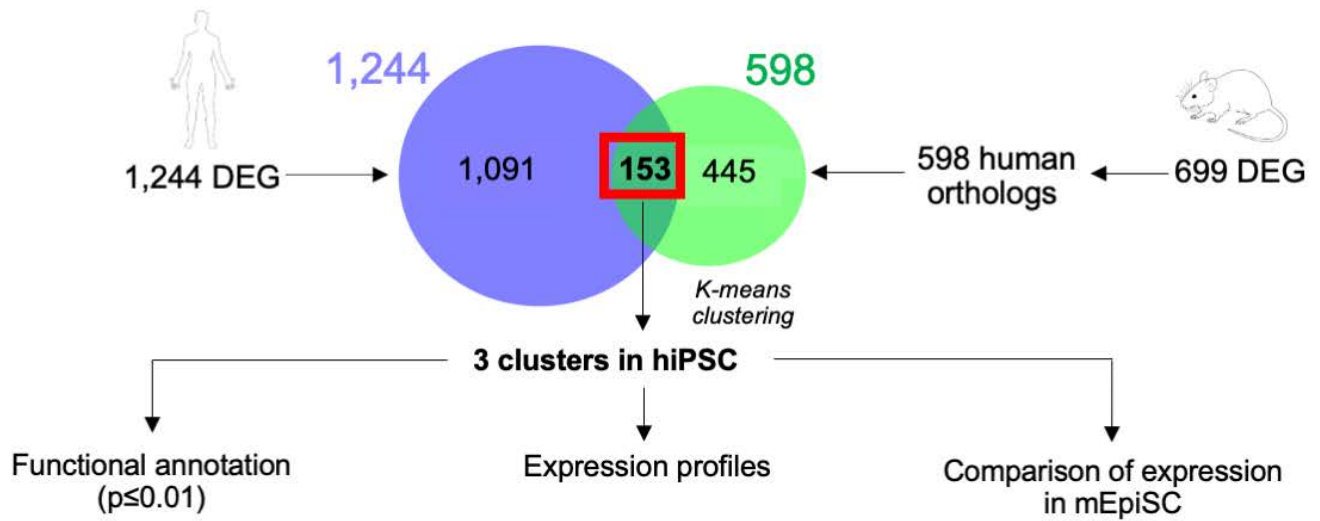 1,244
598
1,244 DEG
1,091
153
445
598 human
orthologs
699 DEG
K-means
clustering
3 clusters in hiPSC
Functional annotation
(p≤0.01)
Expression profiles
Comparison of expression
in mEpiSC